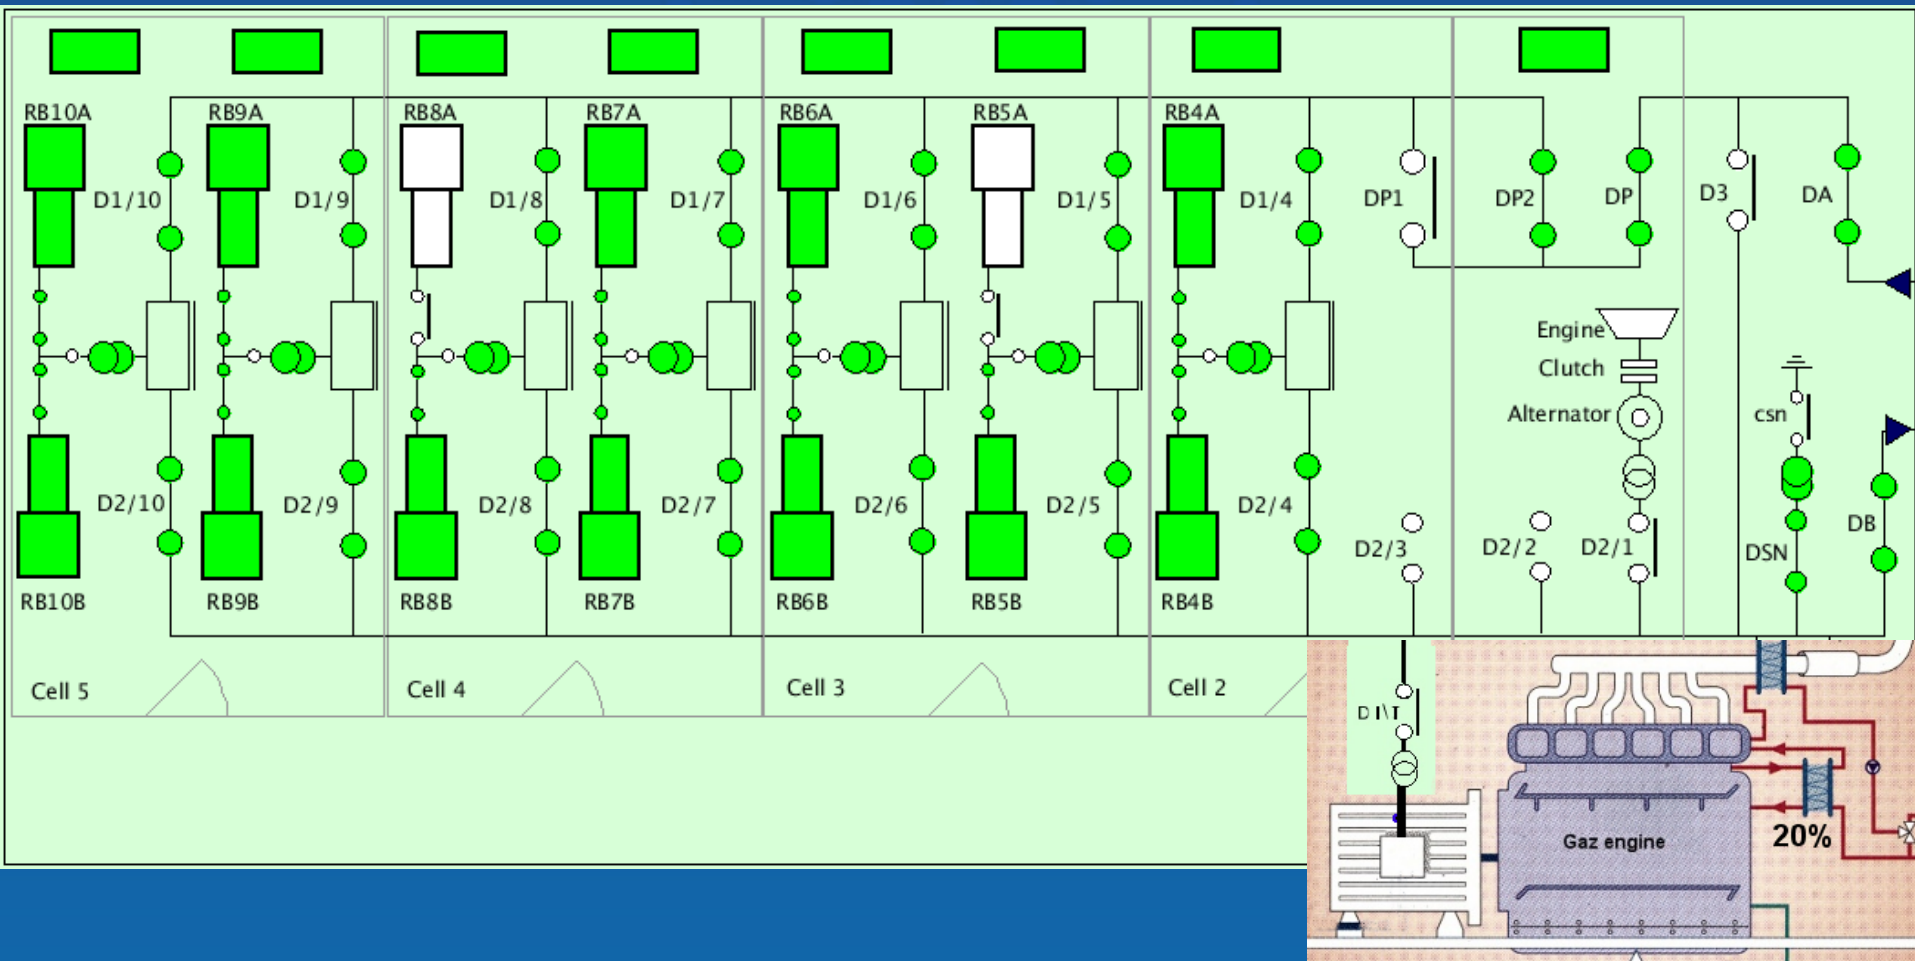 RB10A
RB9A
RB8A
RB7A
RB6A
RB5A
RB4A
D1/10
D1/9
D1/8
D1/7
D1/6
D1/5
D1/4
DP1
DP2
DP
D3
DA
Engine
Clutch
Alternator
csn
D2/10
D2/9
D2/8
D2/7
D2/6
D2/5
D2/4
D2/3
D2/2
D2/1
DSN
DB
RB10B
RB9B
RB8B
RB7B
RB6B
RB5B
RB4B
Cell 5
Cell 4
Cell 3
Cell 2
Gaz engine
20%